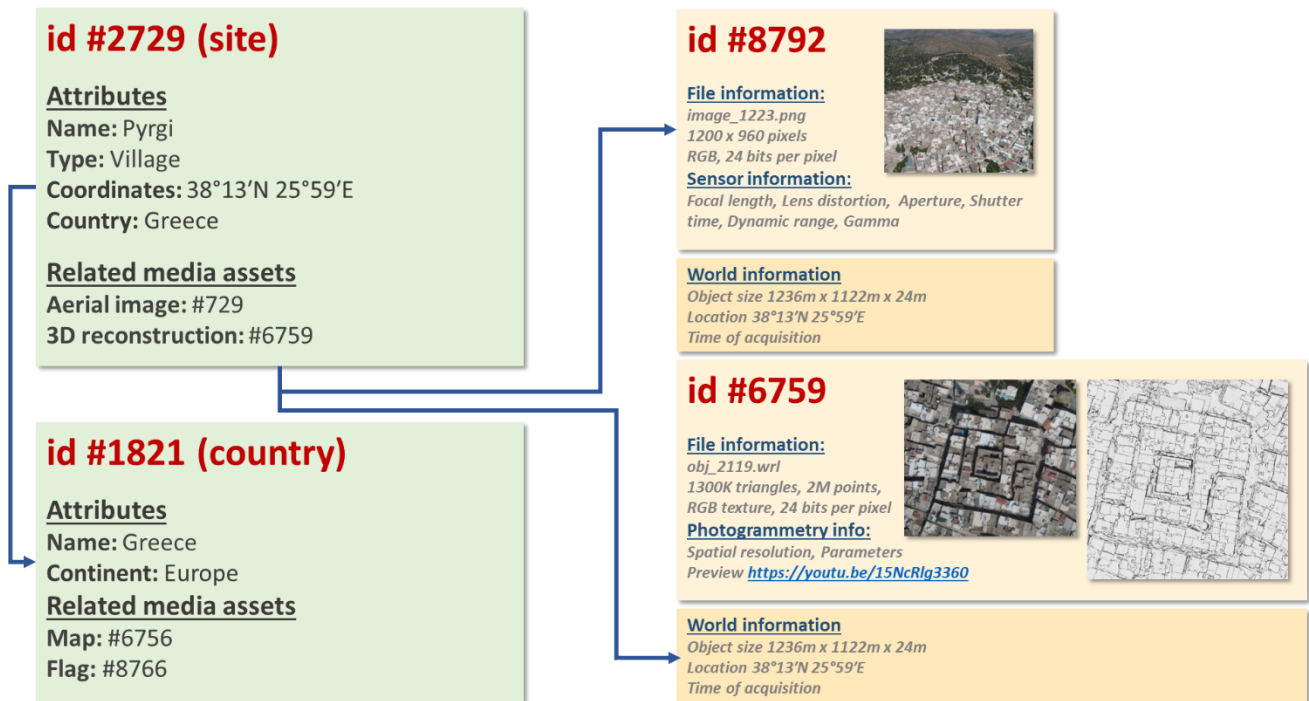 id #2729 (site)
Attributes
Name: Pyrgi
Type: Village
Coordinates: 38°13’N 25°59’E
Country: Greece
Related media assets
Aerial image: #729
3D reconstruction: #6759
id #1821 (country)
Attributes
Name: Greece
Continent: Europe
Related media assets
Map: #6756
Flag: #8766
id #8792
File information:
image_1223.png
1200 x 960 pixels
RGB, 24 bits per pixel
Sensor information:
Focal length, Lens distortion, Aperture, Shutter
time, Dynamic range, Gamma
World information
Object size 1236m x 1122m x 24m
Location 38°13’N 25°59’E
Time of acquisition
id #6759
File information:
obj_2119.wrl
1300K triangles, 2M points,
RGB texture, 24 bits per pixel
Photogrammetry info:
Spatial resolution, Parameters
Preview https://youtu.be/15NcRlg3360
World information
Object size 1236m x 1122m x 24m
Location 38°13’N 25°59’E
Time of acquisition